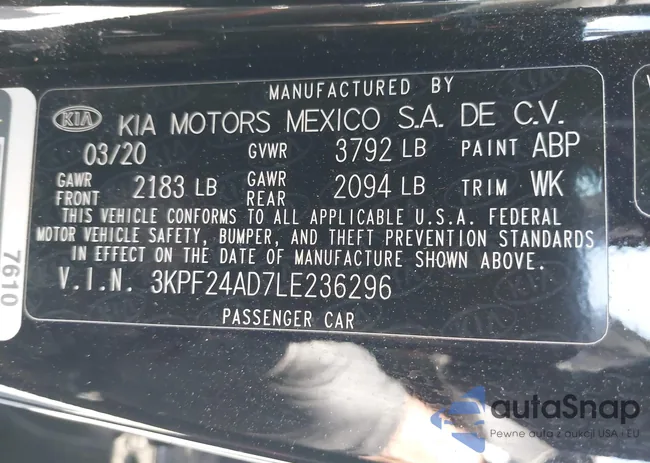 MANUFACTURED BY
KIA KIA MOTORS MEXICO S.A. DE C.V.
03/20 GVWR 3792 LB PAINT ABP
GAWR FRONT 2183 LB GAWR REAR 2094 LB TRIM WK
THIS VEHICLE CONFORMS TO ALL APPLICABLE U.S.A. FEDERAL
MOTOR VEHICLE SAFETY, BUMPER, AND THEFT PREVENTION STANDARDS
IN EFFECT ON THE DATE OF MANUFACTURE SHOWN ABOVE.
V.I.N. 3KPF24AD7LE236296
PASSENGER CAR
7610
autaSnap
Pewne auta z aukcji USA i EU